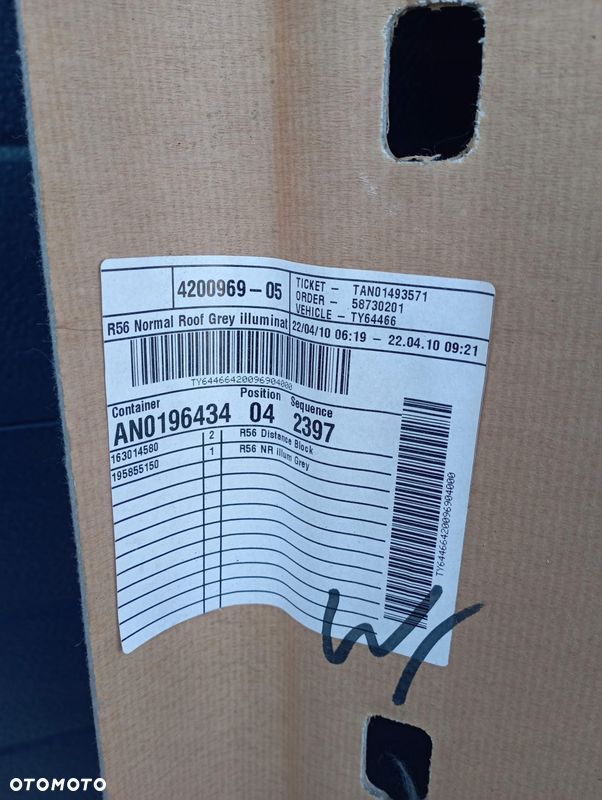 4200969-05
TICKET - TAN01493571
ORDER - 58730201
VEHICLE - TY64466
R56 Normal Roof Grey illuminat 22/04/10 06:19 - 22.04.10 09:21
TY64466420096904000
Container Position Sequence
AN0196434 04 2397
163014580 2 R56 Distance Block
195855150 1 R56 NR illum Grey
TY64466420096904000
OTOMOTO